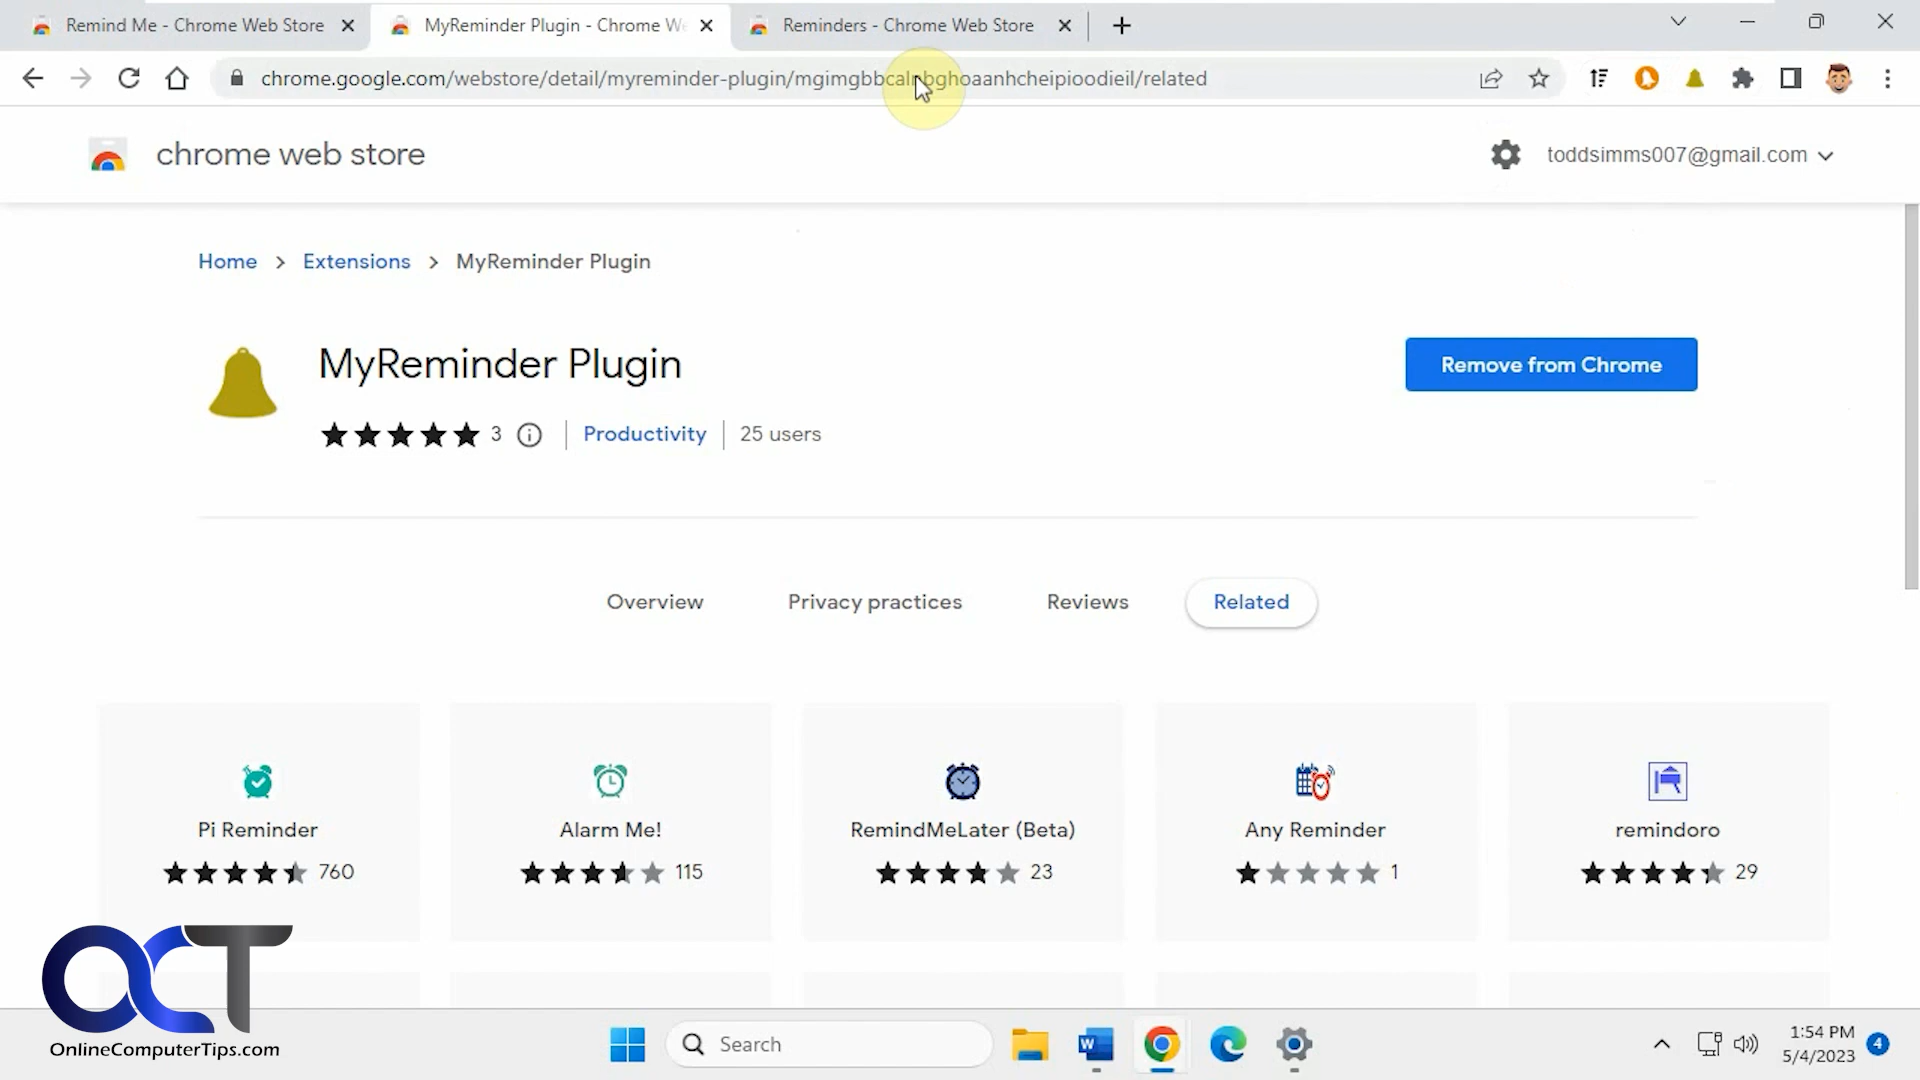 Remind Me - Chrome Web Store
MyReminder Plugin - Chrome We
Reminders - Chrome Web Store
chrome.google.com/webstore/detail/myreminder-plugin/ /related
chrome web store
toddsimms007@gmail.com
Home > Extensions > MyReminder Plugin
MyReminder Plugin
Remove from Chrome
3
Productivity
25 users
Overview
Privacy practices
Reviews
Related
Pi Reminder
760
Alarm Me!
115
RemindMeLater (Beta)
23
Any Reminder
1
remindoro
29
OCT
OnlineComputerTips.com
Search
1:54 PM
5/4/2023
4